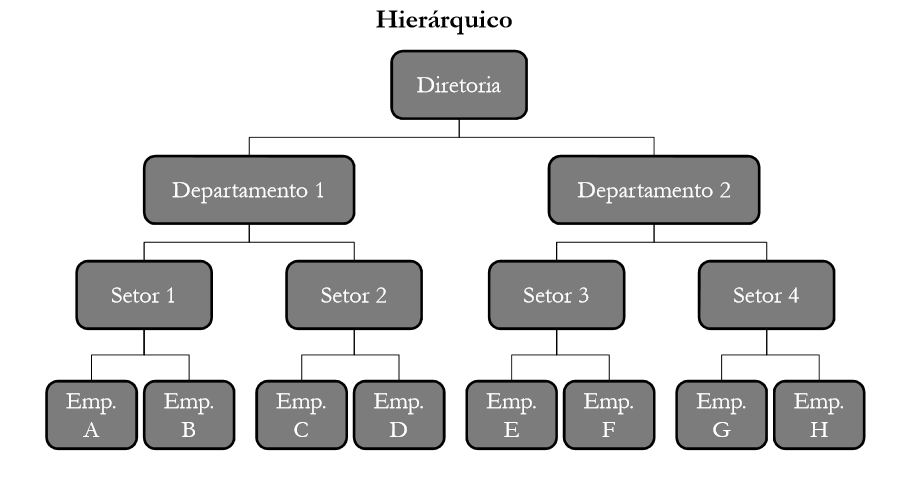 Hierárquico
Diretoria
Departamento 1
Departamento 2
Setor 1
Setor 2
Setor 3
Setor 4
Emp.
A
Emp.
B
Emp.
C
Emp.
D
Emp.
E
Emp.
F
Emp.
G
Emp.
H